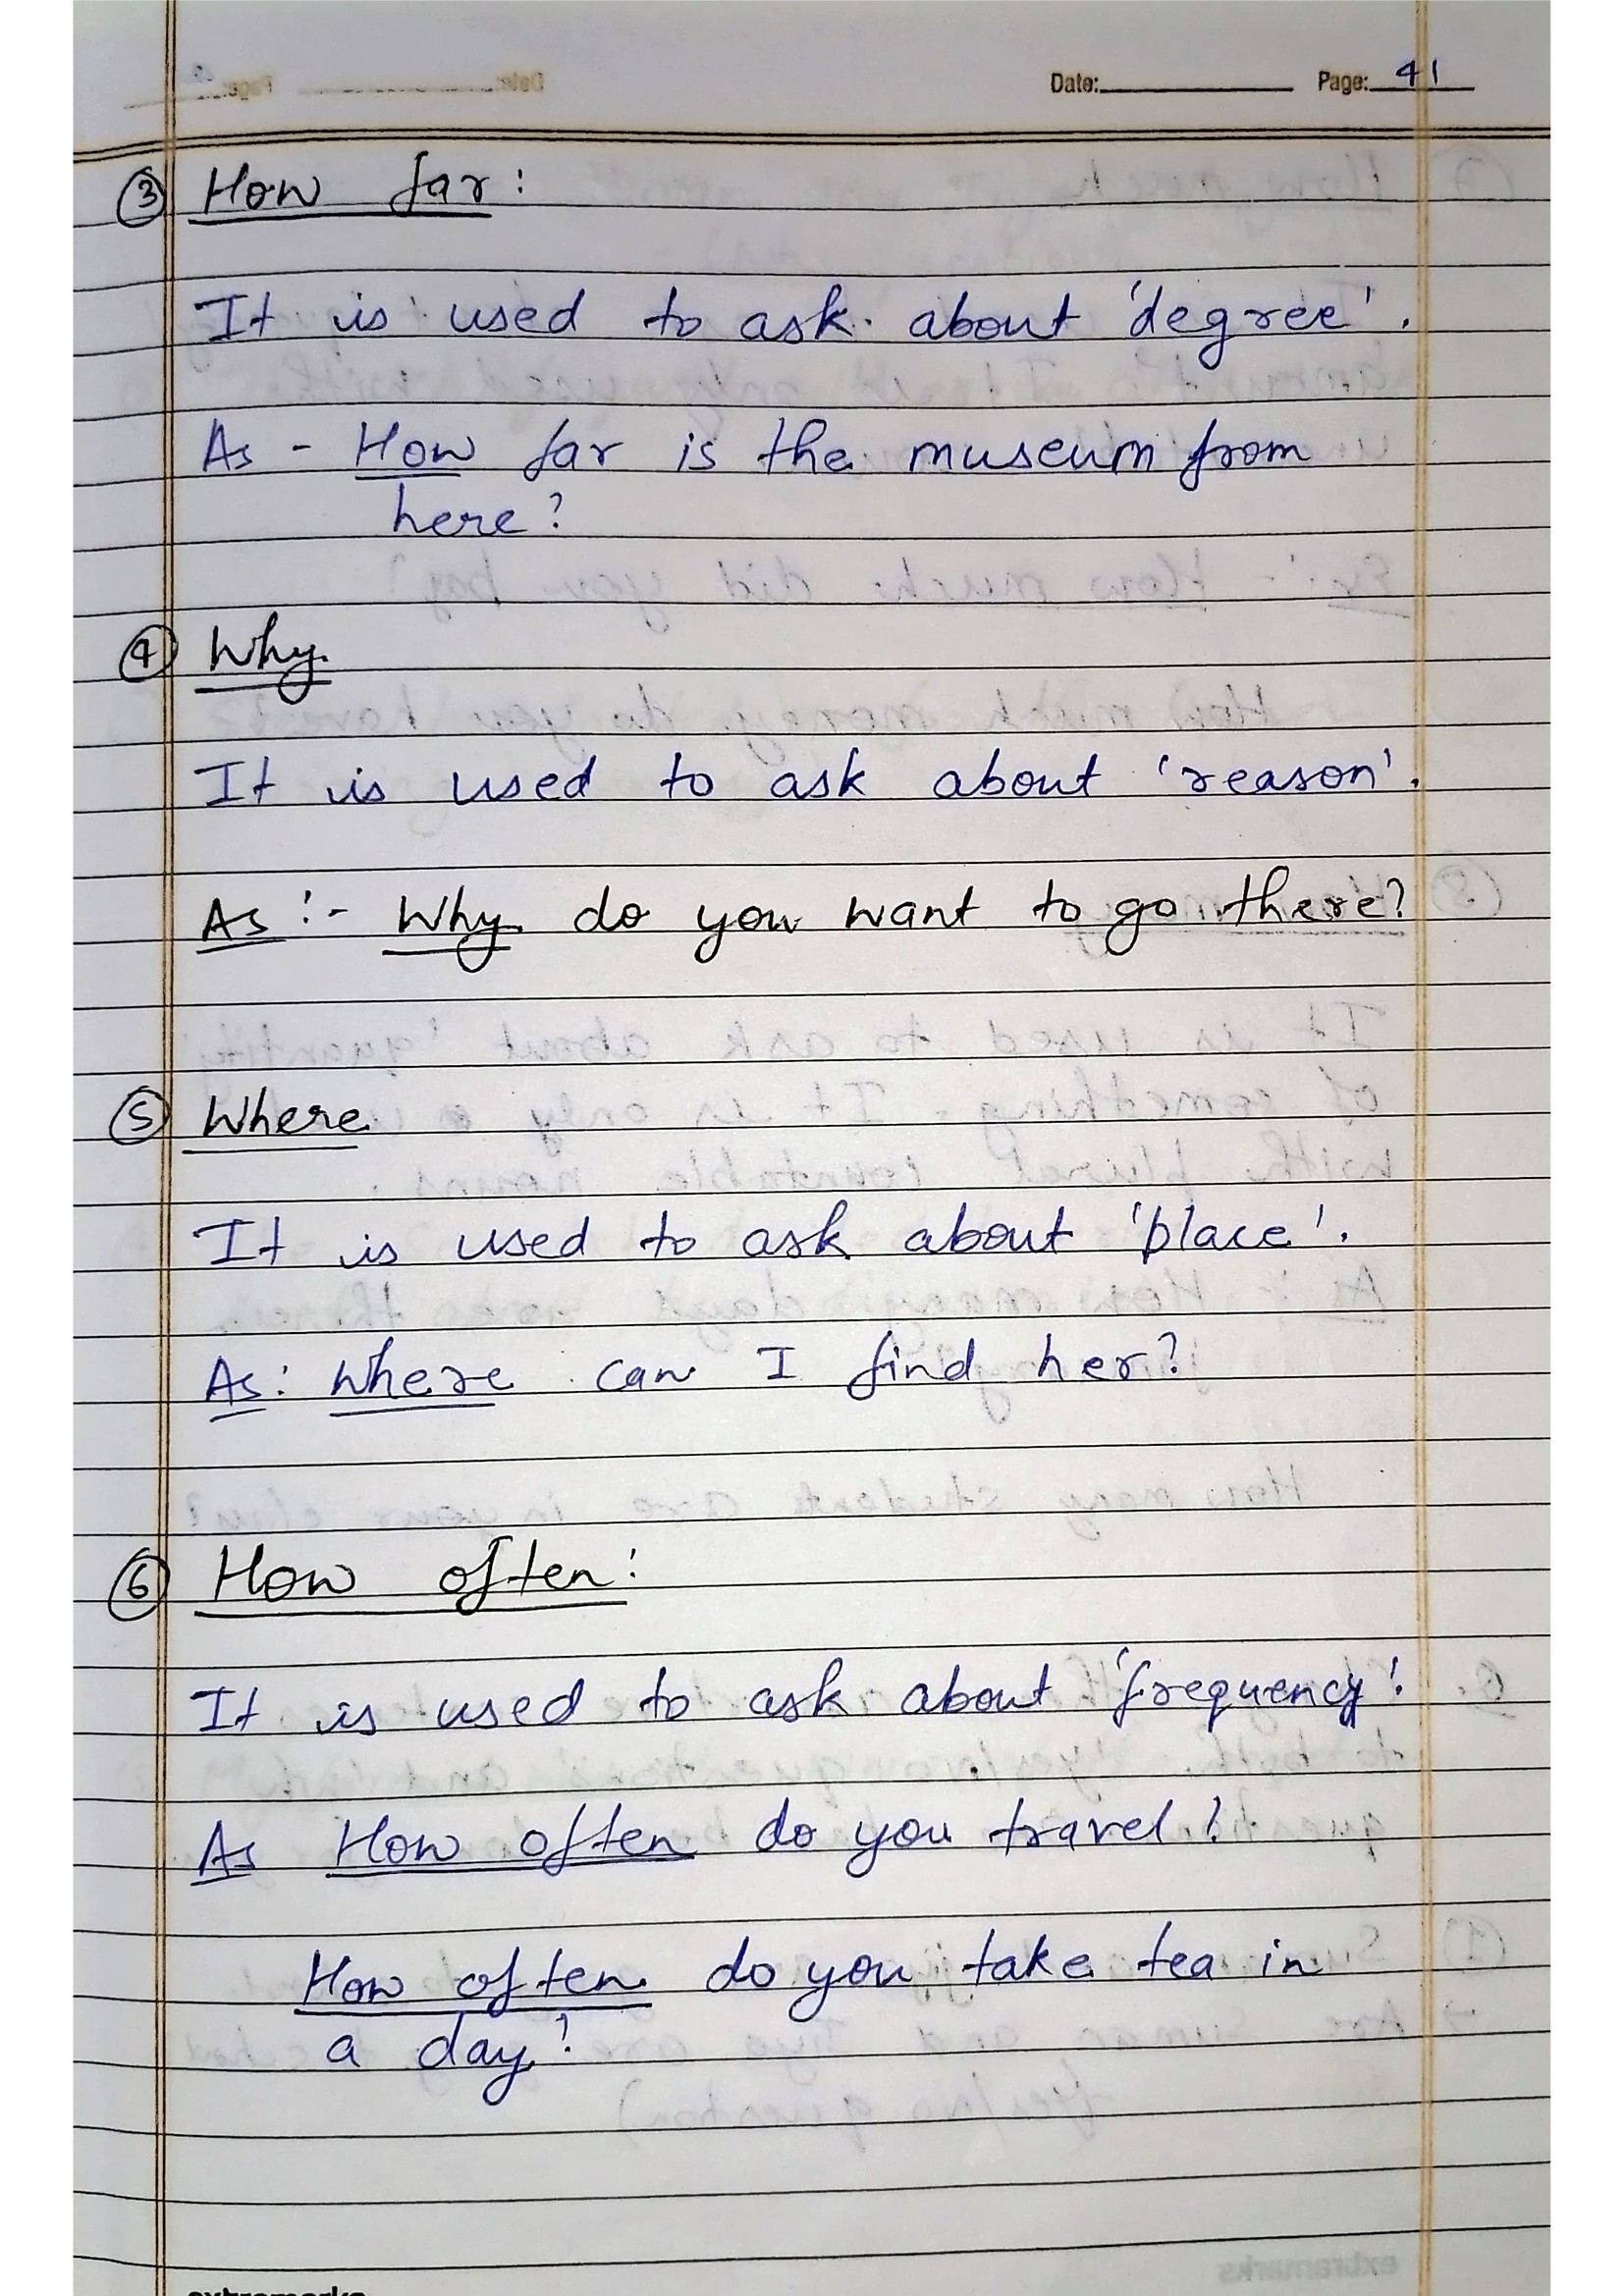 Date: Page: 41
③ How far:
It is used to ask about 'degree'.
As - How far is the museum from
here?
④ Why
It is used to ask about 'reason'.
As :- Why do you want to go there?
⑤ Where
It is used to ask about 'place'.
As: Where can I find her?
⑥ How often:
It is used to ask about 'frequency'.
As How often do you travel?
How often do you take tea in
a day?